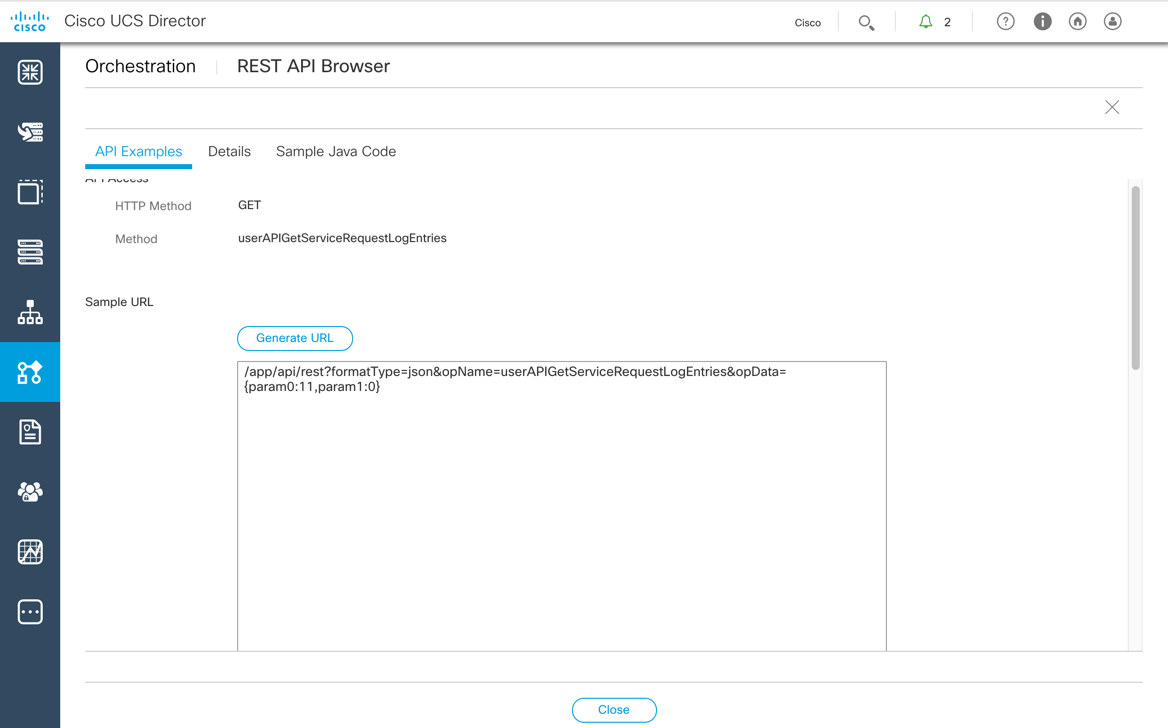 cisco
Cisco UCS Director
Cisco
2
Orchestration
REST API Browser
API Examples
Details
Sample Java Code
API Access
HTTP Method
GET
Method
userAPIGetServiceRequestLogEntries
Sample URL
Generate URL
/app/api/rest?formatType=json&opName=userAPIGetServiceRequestLogEntries&opData=
{param0:11,param1:0}
Close